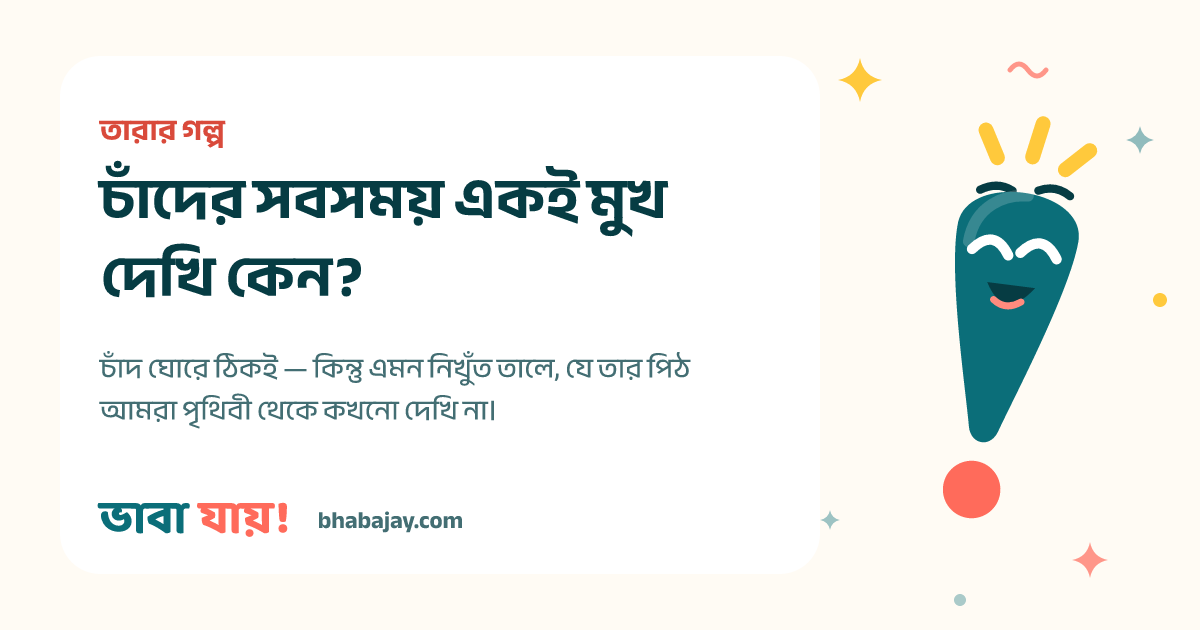 তারার গল্প
চাঁদের সবসময় একই মুখ
দেখি কেন?
চাঁদ ঘোরে ঠিকই — কিন্তু এমন নিখুঁত তালে, যে তার পিঠ
আমরা পৃথিবী থেকে কখনো দেখি না।
ভাবা যায়! bhabajay.com